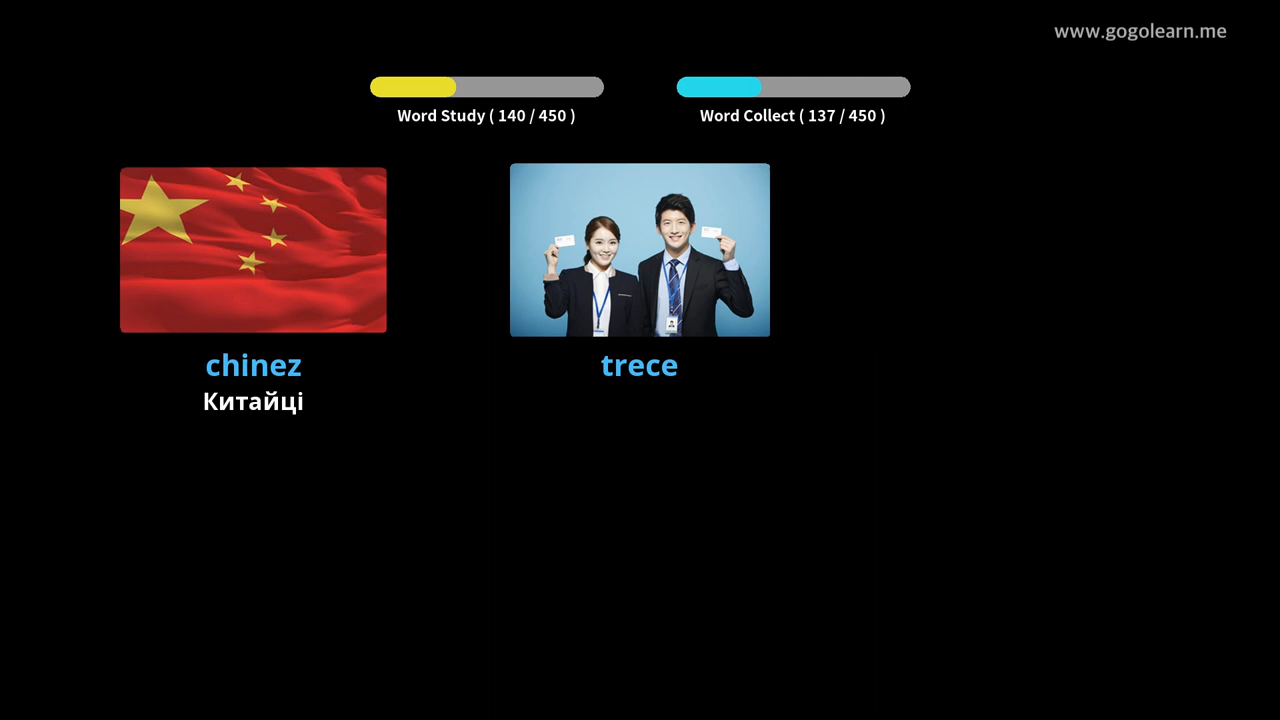 www.gogolearn.me
Word Study ( 140 / 450 )
Word Collect ( 137 / 450 )
chinez
Китайці
trece